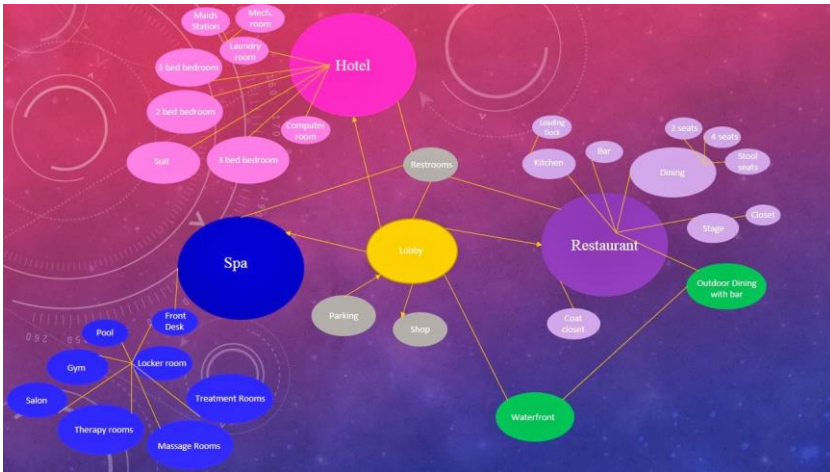 Maids
Station
Mech.
room
Laundry
room
Hotel
1 bed bedroom
2 bed bedroom
Suit
3 bed bedroom
Computer
room
Restrooms
Loading
Dock
Kitchen
Bar
2 seats
4 seats
Stool
seats
Dining
Closet
Stage
Spa
Lobby
Restaurant
Outdoor Dining
with bar
Parking
Shop
Coat
closet
Front
Desk
Pool
Gym
Locker room
Salon
Treatment Rooms
Therapy rooms
Massage Rooms
Waterfront